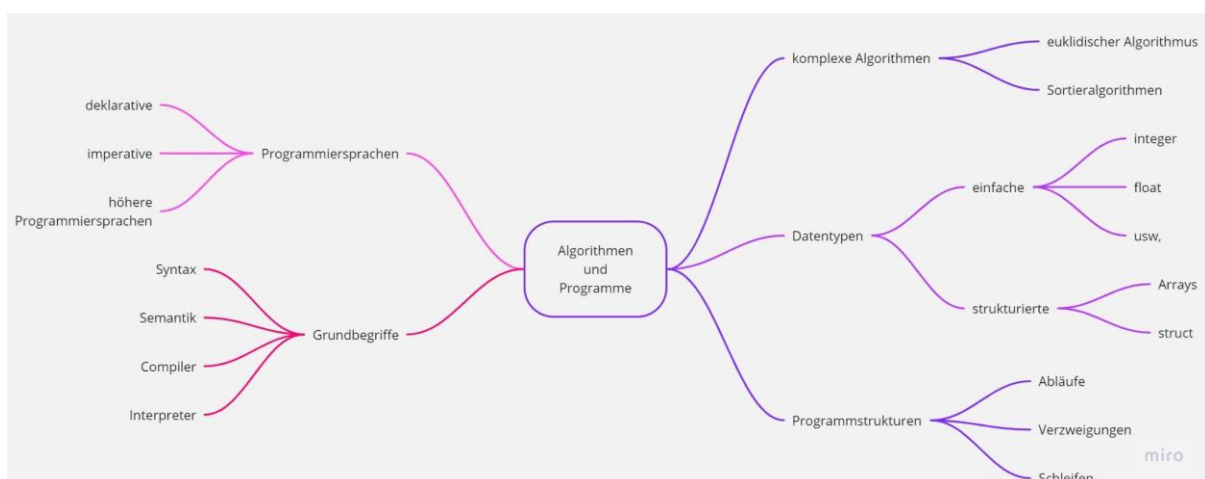 deklarative
imperative
höhere
Programmiersprachen
Programmiersprachen
Syntax
Semantik
Compiler
Interpreter
Grundbegriffe
Algorithmen
und
Programme
komplexe Algorithmen
euklidischer Algorithmus
Sortieralgorithmen
Datentypen
einfache
integer
float
usw,
strukturierte
Arrays
struct
Programmstrukturen
Abläufe
Verzweigungen
Schleifen
miro